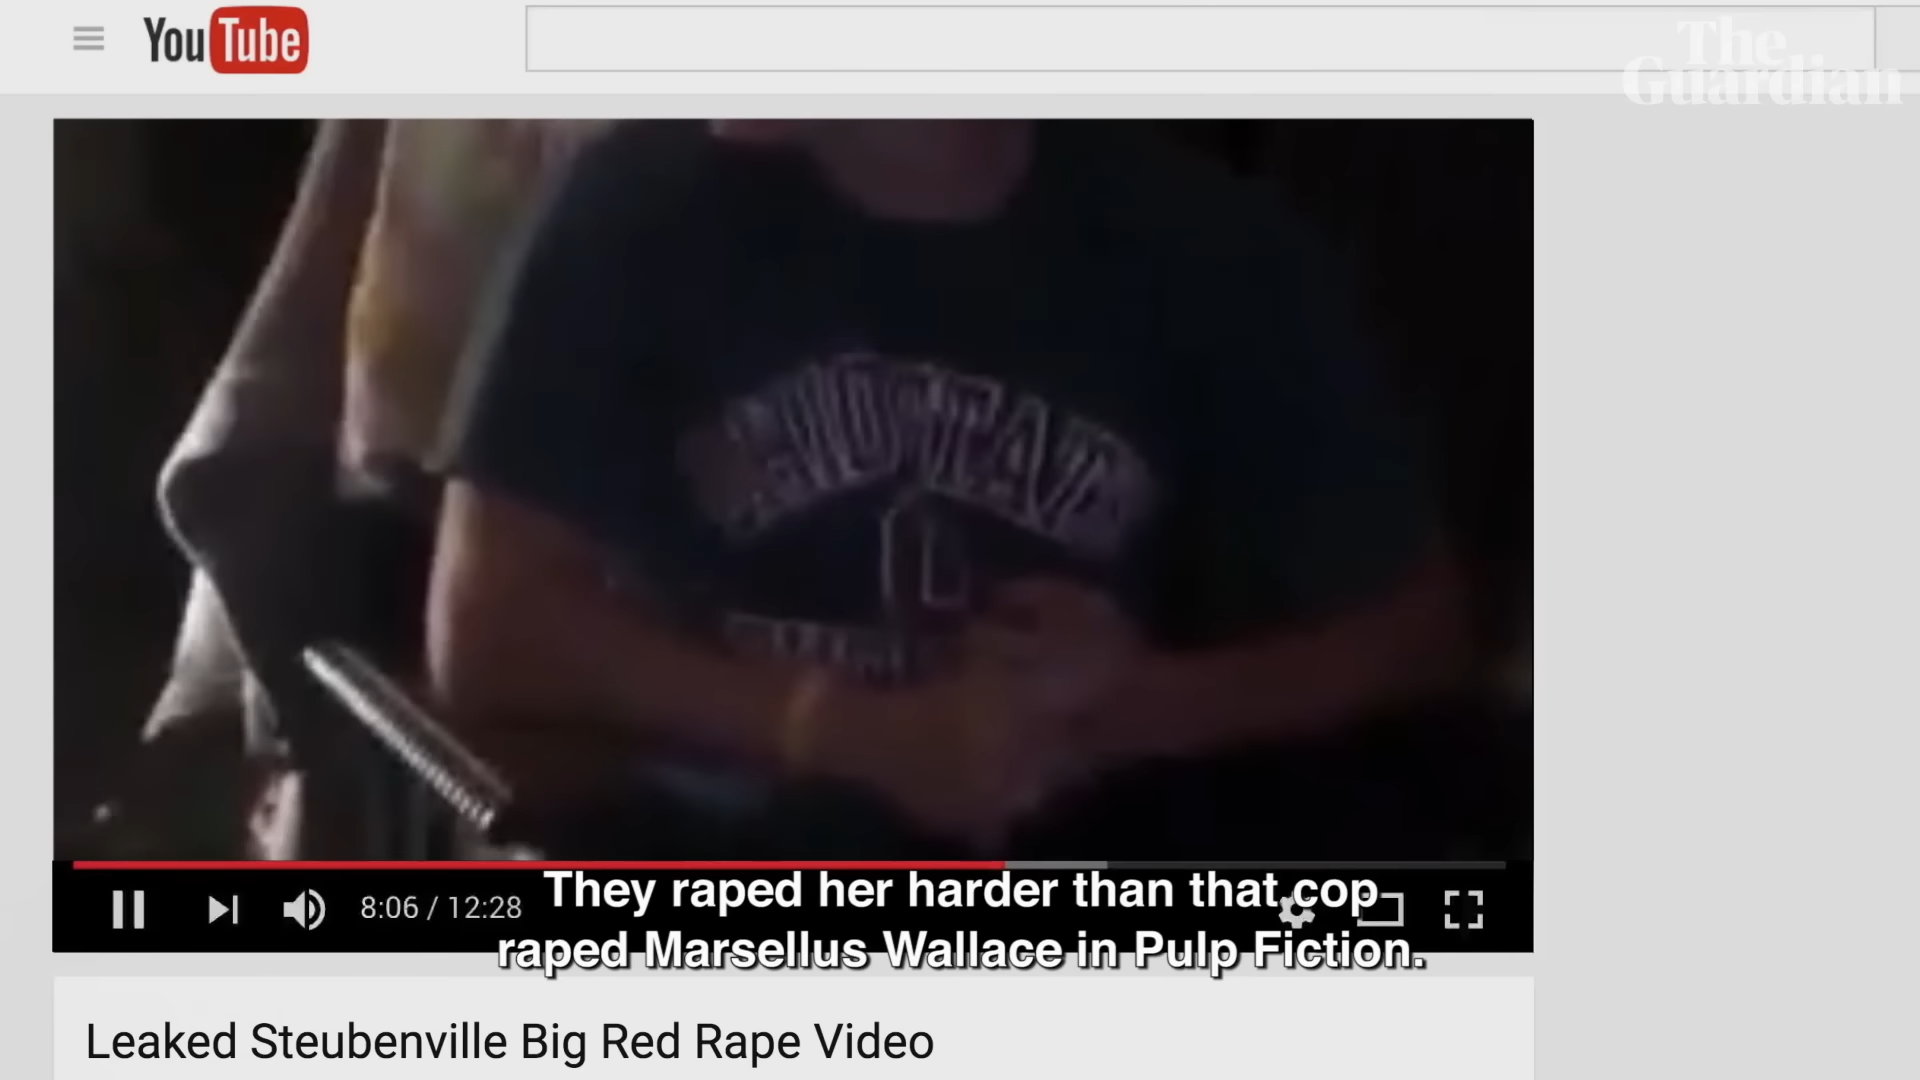 YouTube
The
Guardian
8:06 / 12:28
They raped her harder than that cop
raped Marsellus Wallace in Pulp Fiction.
Leaked Steubenville Big Red Rape Video